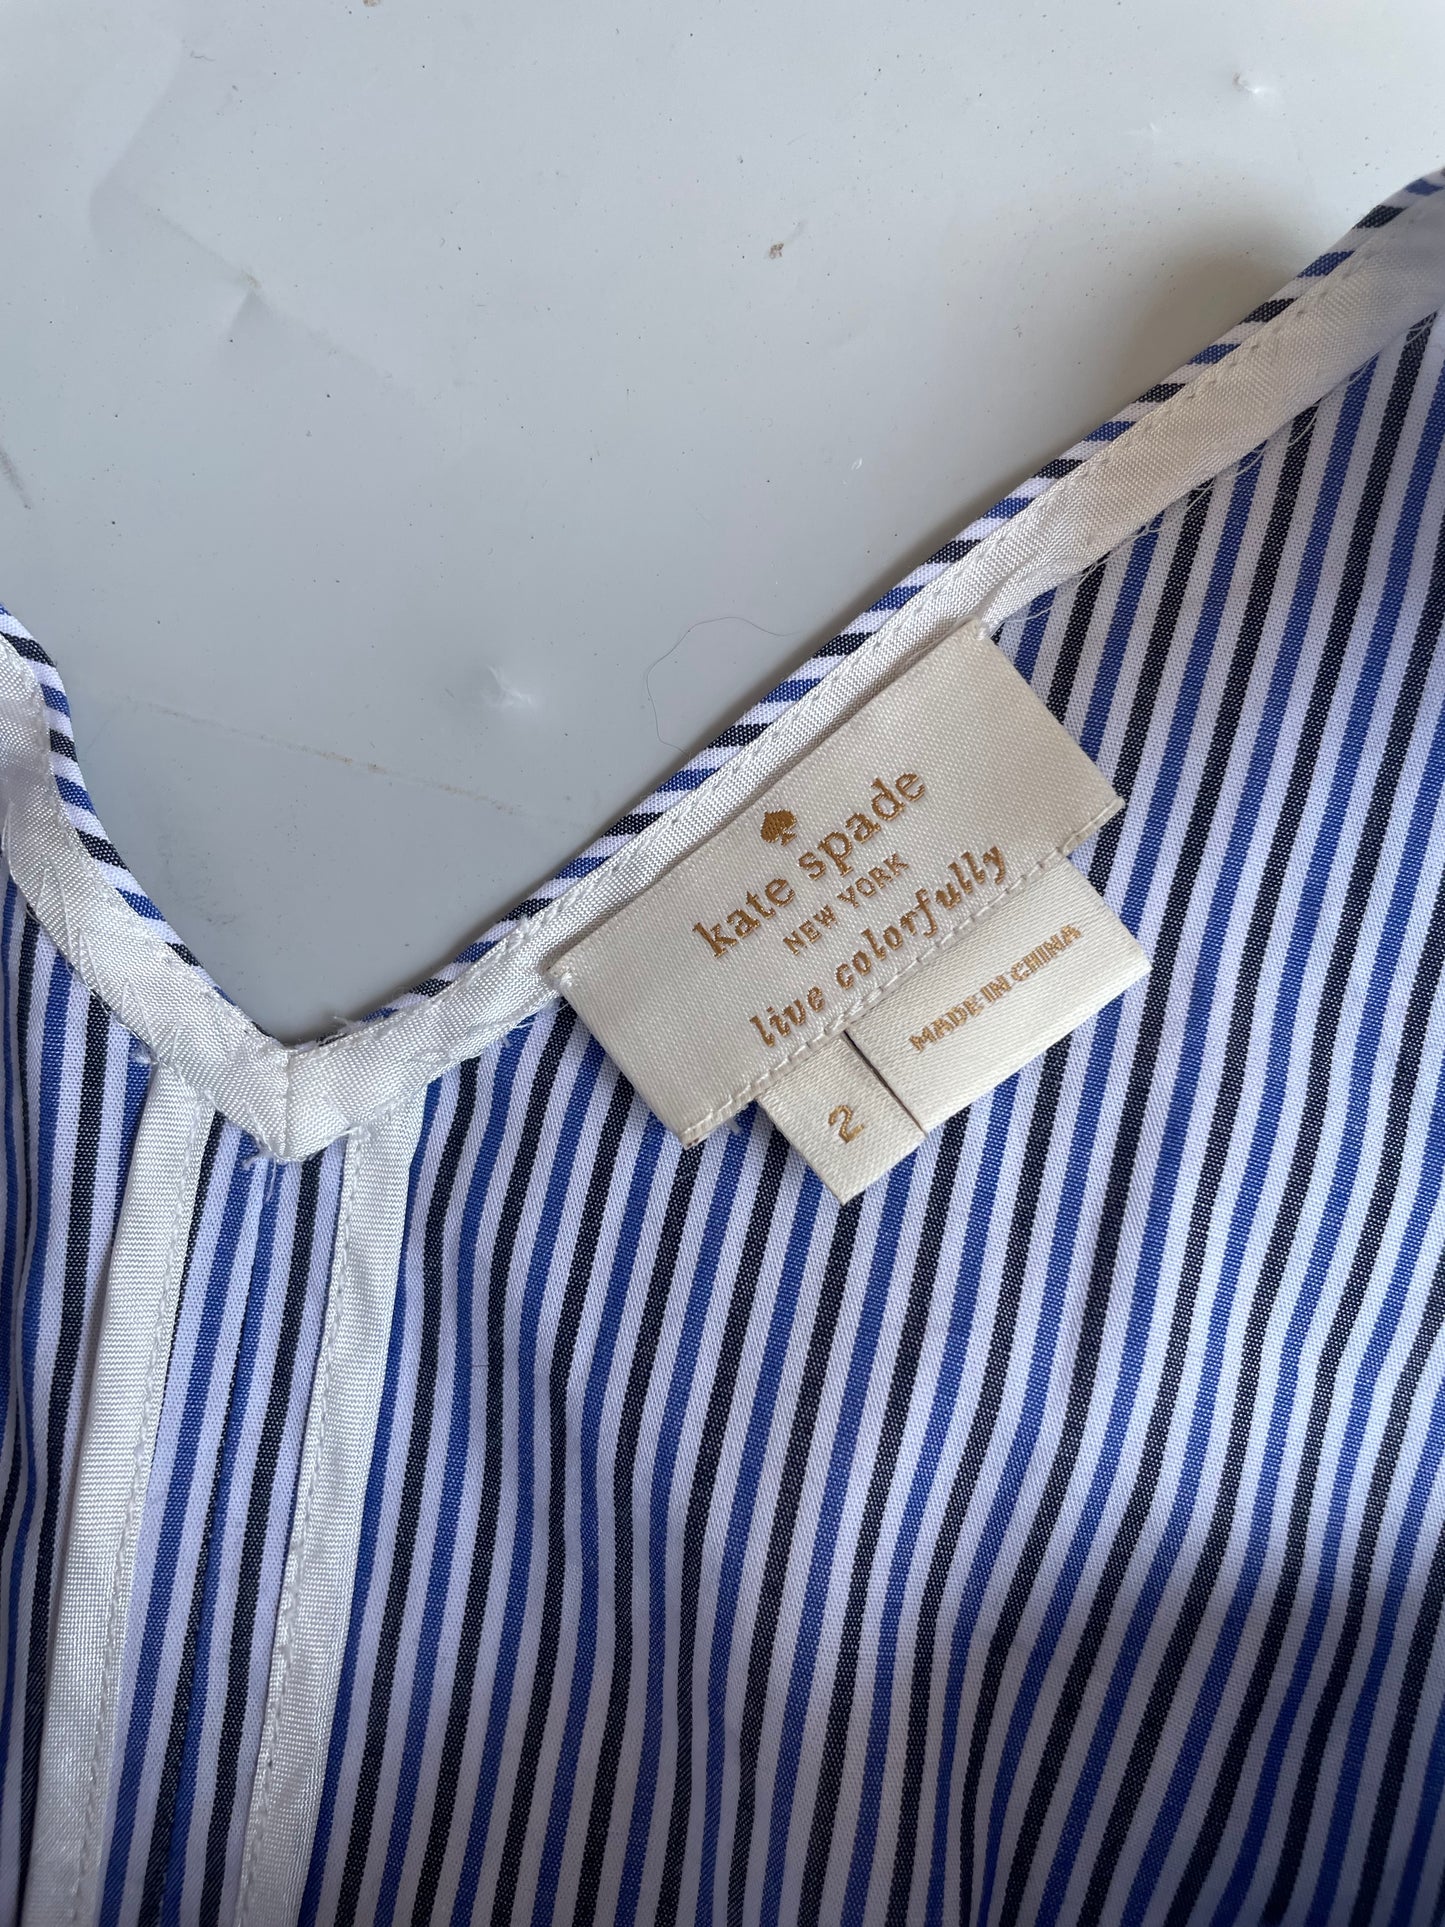 kate spade
NEW YORK
live colorfully
MADE IN CHINA
2